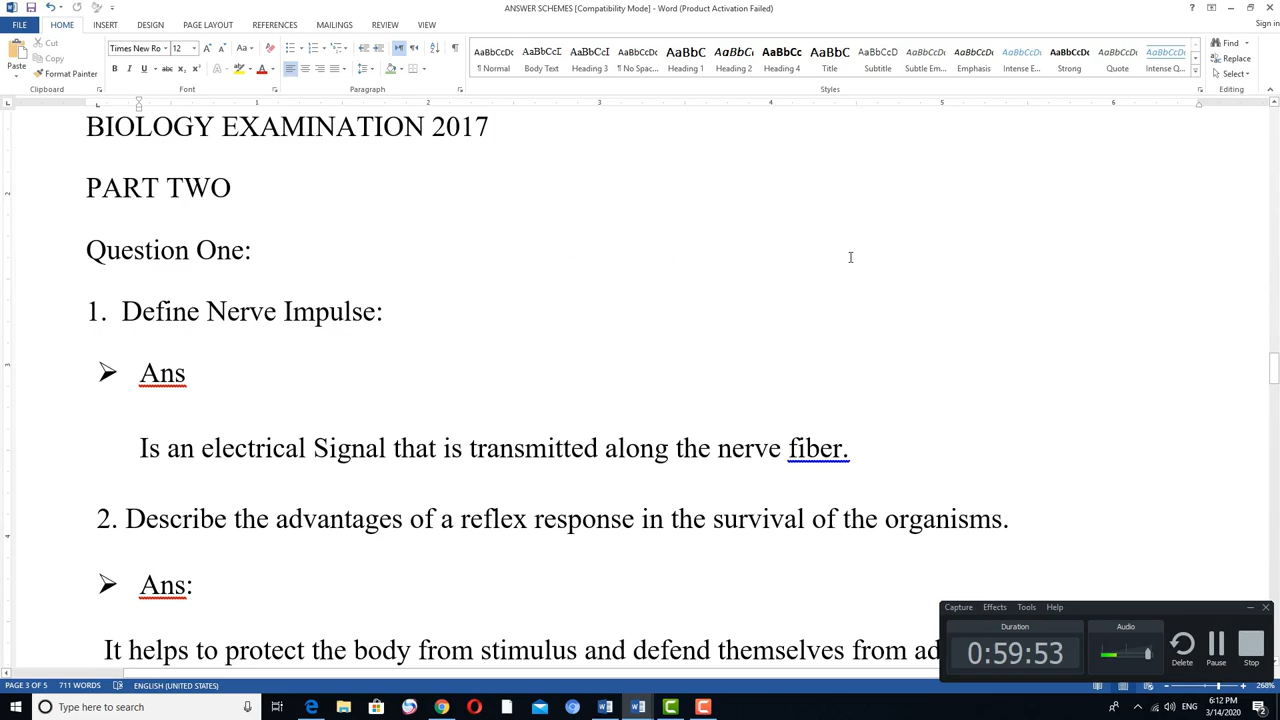 ANSWER SCHEMES [Compatibility Mode] - Word (Product Activation Failed)
FILE HOME INSERT DESIGN PAGE LAYOUT REFERENCES MAILINGS REVIEW VIEW
Sign in
Paste
Cut
Copy
Format Painter
Clipboard
Times New Ro 12
Font
Paragraph
AaBbCcDc AaBbCcI AaBbCcI AaBbCcDc AaBbC AaBbCc AaBbCc AaBbC AaBbCcD AaBbCcDc AaBbCcDc AaBbCcDc AaBbCcDc AaBbCcDc AaBbCcDc
¶ Normal Body Text Heading 3 ¶ No Spac... Heading 1 Heading 2 Heading 4 Title Subtitle Subtle Em... Emphasis Intense E... Strong Quote Intense Q...
Styles
Find
Replace
Select
Editing
1 2 3 4 5 6
BIOLOGY EXAMINATION 2017
PART TWO
Question One:
1. Define Nerve Impulse:
➢ Ans
Is an electrical Signal that is transmitted along the nerve fiber.
2. Describe the advantages of a reflex response in the survival of the organisms.
➢ Ans:
It helps to protect the body from stimulus and defend themselves from ad
Capture Effects Tools Help
Duration
0:59:53
Audio
Delete Pause Stop
PAGE 3 OF 5 711 WORDS ENGLISH (UNITED STATES) 268%
Type here to search
6:12 PM
3/14/2020